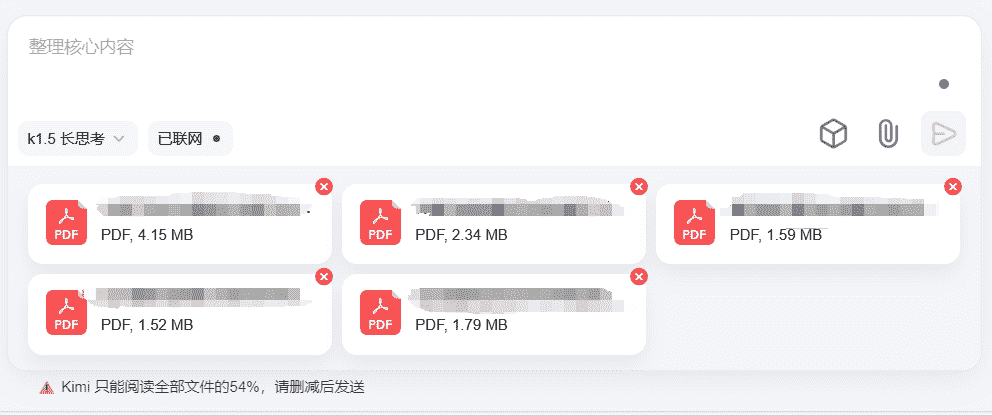 整理核心内容
k1.5 长思考
已联网
PDF
PDF, 4.15 MB
PDF
PDF, 2.34 MB
PDF
PDF, 1.59 MB
PDF
PDF, 1.52 MB
PDF
PDF, 1.79 MB
Kimi 只能阅读全部文件的54%，请删减后发送